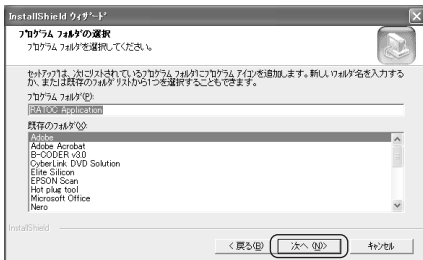 InstallShield ウィザード
プログラム フォルダの選択
プログラム フォルダを選択してください。
セットアップは、次にリストされているプログラム フォルダにプログラム アイコンを追加します。新しいフォルダ名を入力する
か、または既存のフォルダ リストから1つを選択することもできます。
プログラム フォルダ(P):
RATOC Application
既存のフォルダ(X):
Adobe
Adobe Acrobat
B-CODER v3.0
CyberLink DVD Solution
Elite Silicon
EPSON Scan
Hot plug tool
Microsoft Office
Nero
InstallShield
< 戻る(B)
次へ (N)>
キャンセル